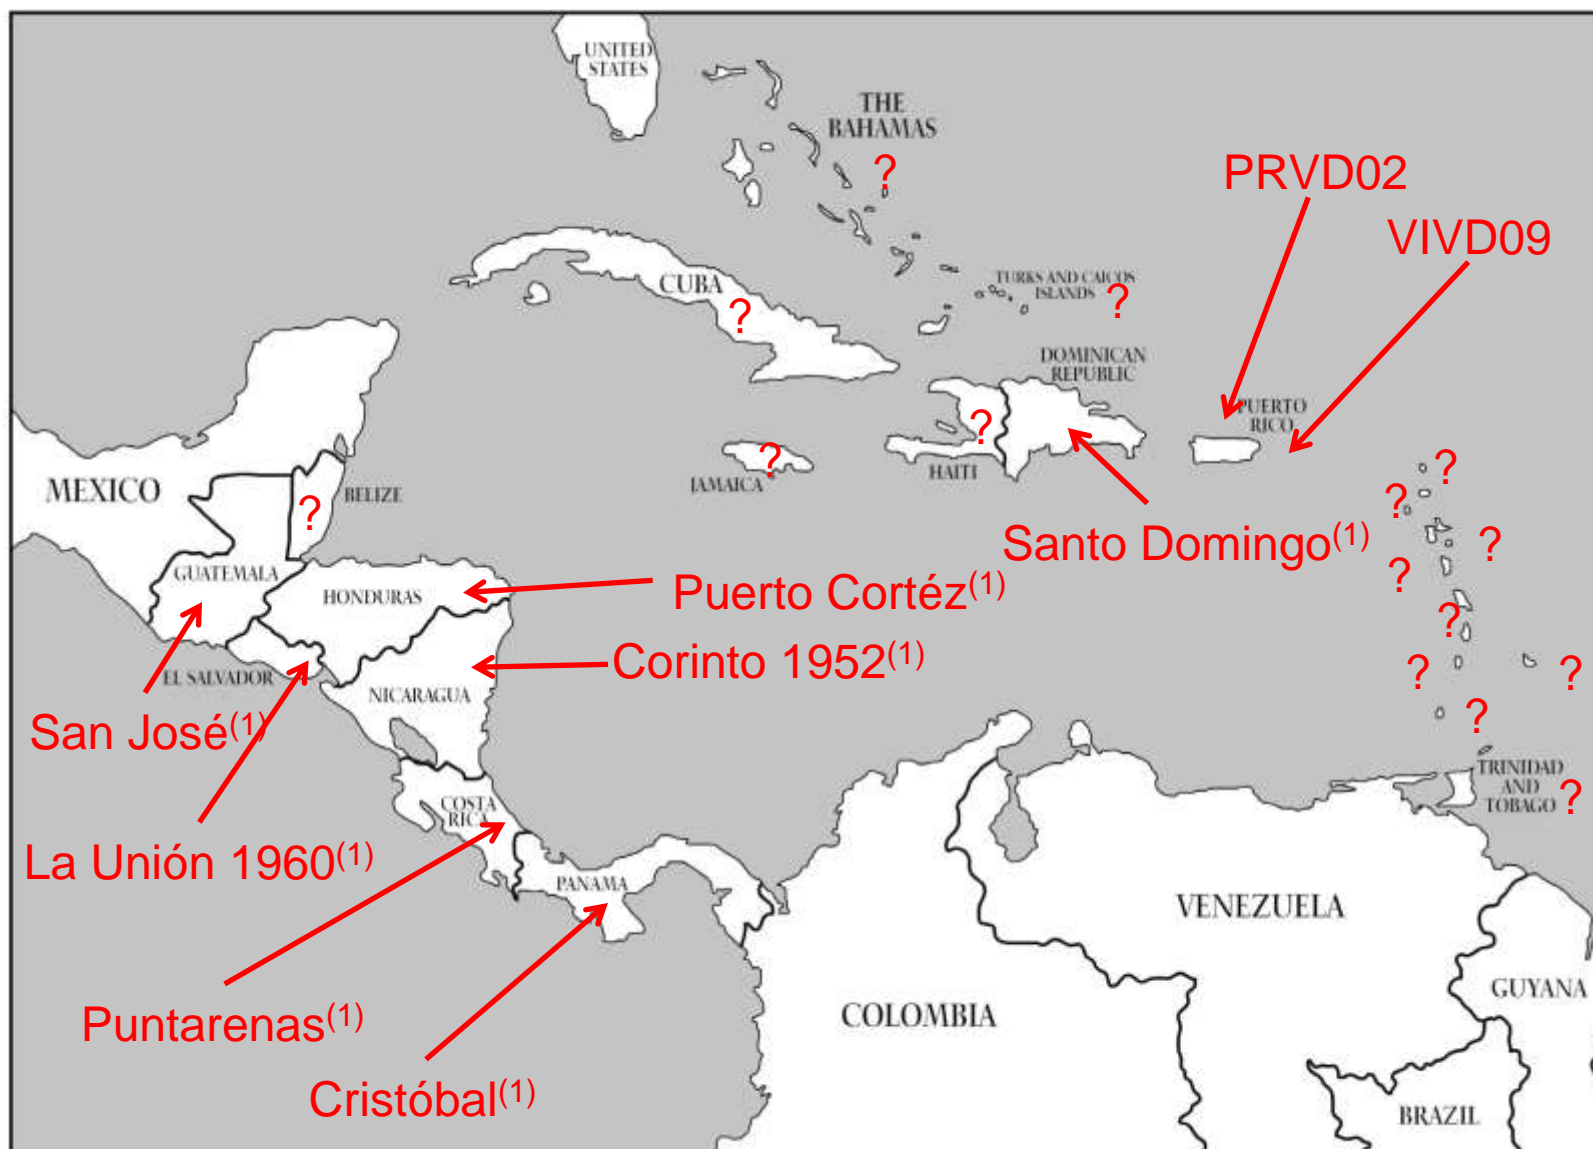 UNITED
STATES
THE
BAHAMAS
?
PRVD02
VIVD09
CUBA
?
TURKS AND CAICOS
ISLANDS
?
DOMINICAN
REPUBLIC
PUERTO
RICO
?
?
JAMAICA
HAITI
MEXICO
BELIZE
?
?
?
?
?
?
?
?
?
?
Santo Domingo(1)
GUATEMALA
HONDURAS
Puerto Cortéz(1)
Corinto 1952(1)
EL SALVADOR
NICARAGUA
San José(1)
TRINIDAD
AND
TOBAGO
?
COSTA
RICA
La Unión 1960(1)
PANAMA
VENEZUELA
Puntarenas(1)
COLOMBIA
GUYANA
Cristóbal(1)
BRAZIL